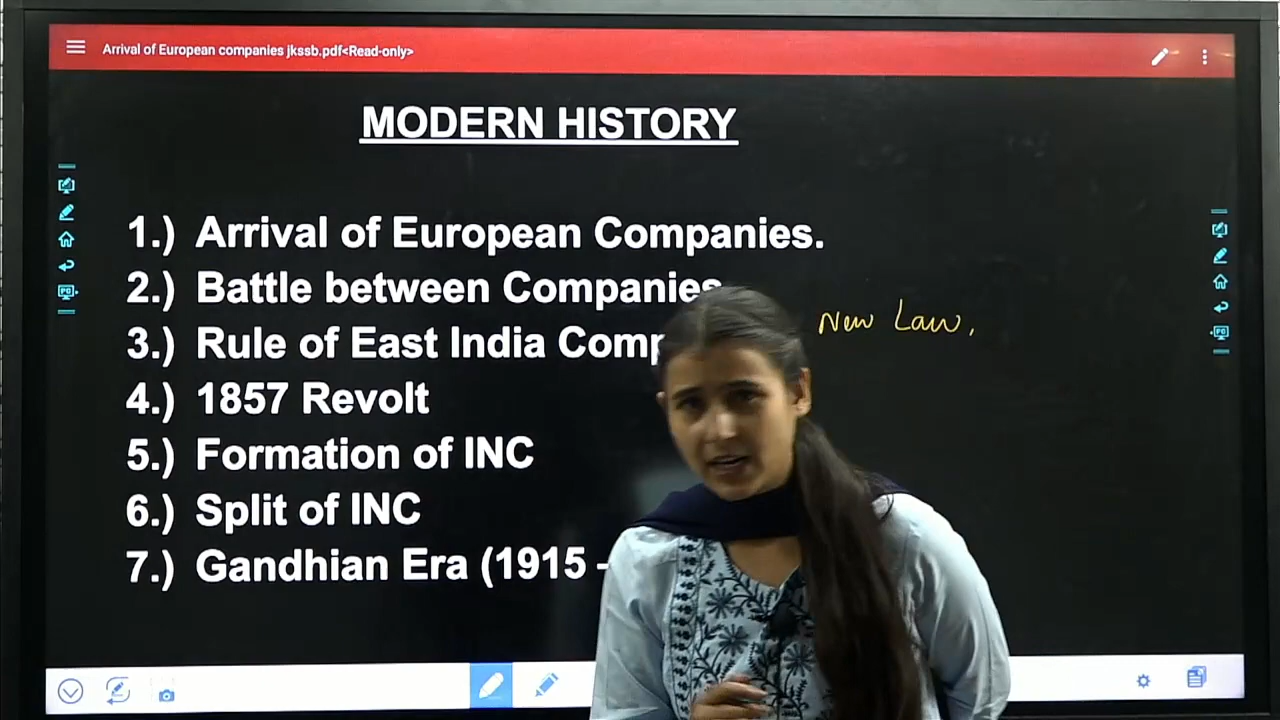 Arrival of European companies jkssb.pdf<Read-only>
MODERN HISTORY
1.) Arrival of European Companies.
2.) Battle between Companies
New Law,
3.) Rule of East India
4.) 1857 Revolt
5.) Formation of INC
6.) Split of INC
7.) Gandhian Era (1915 -